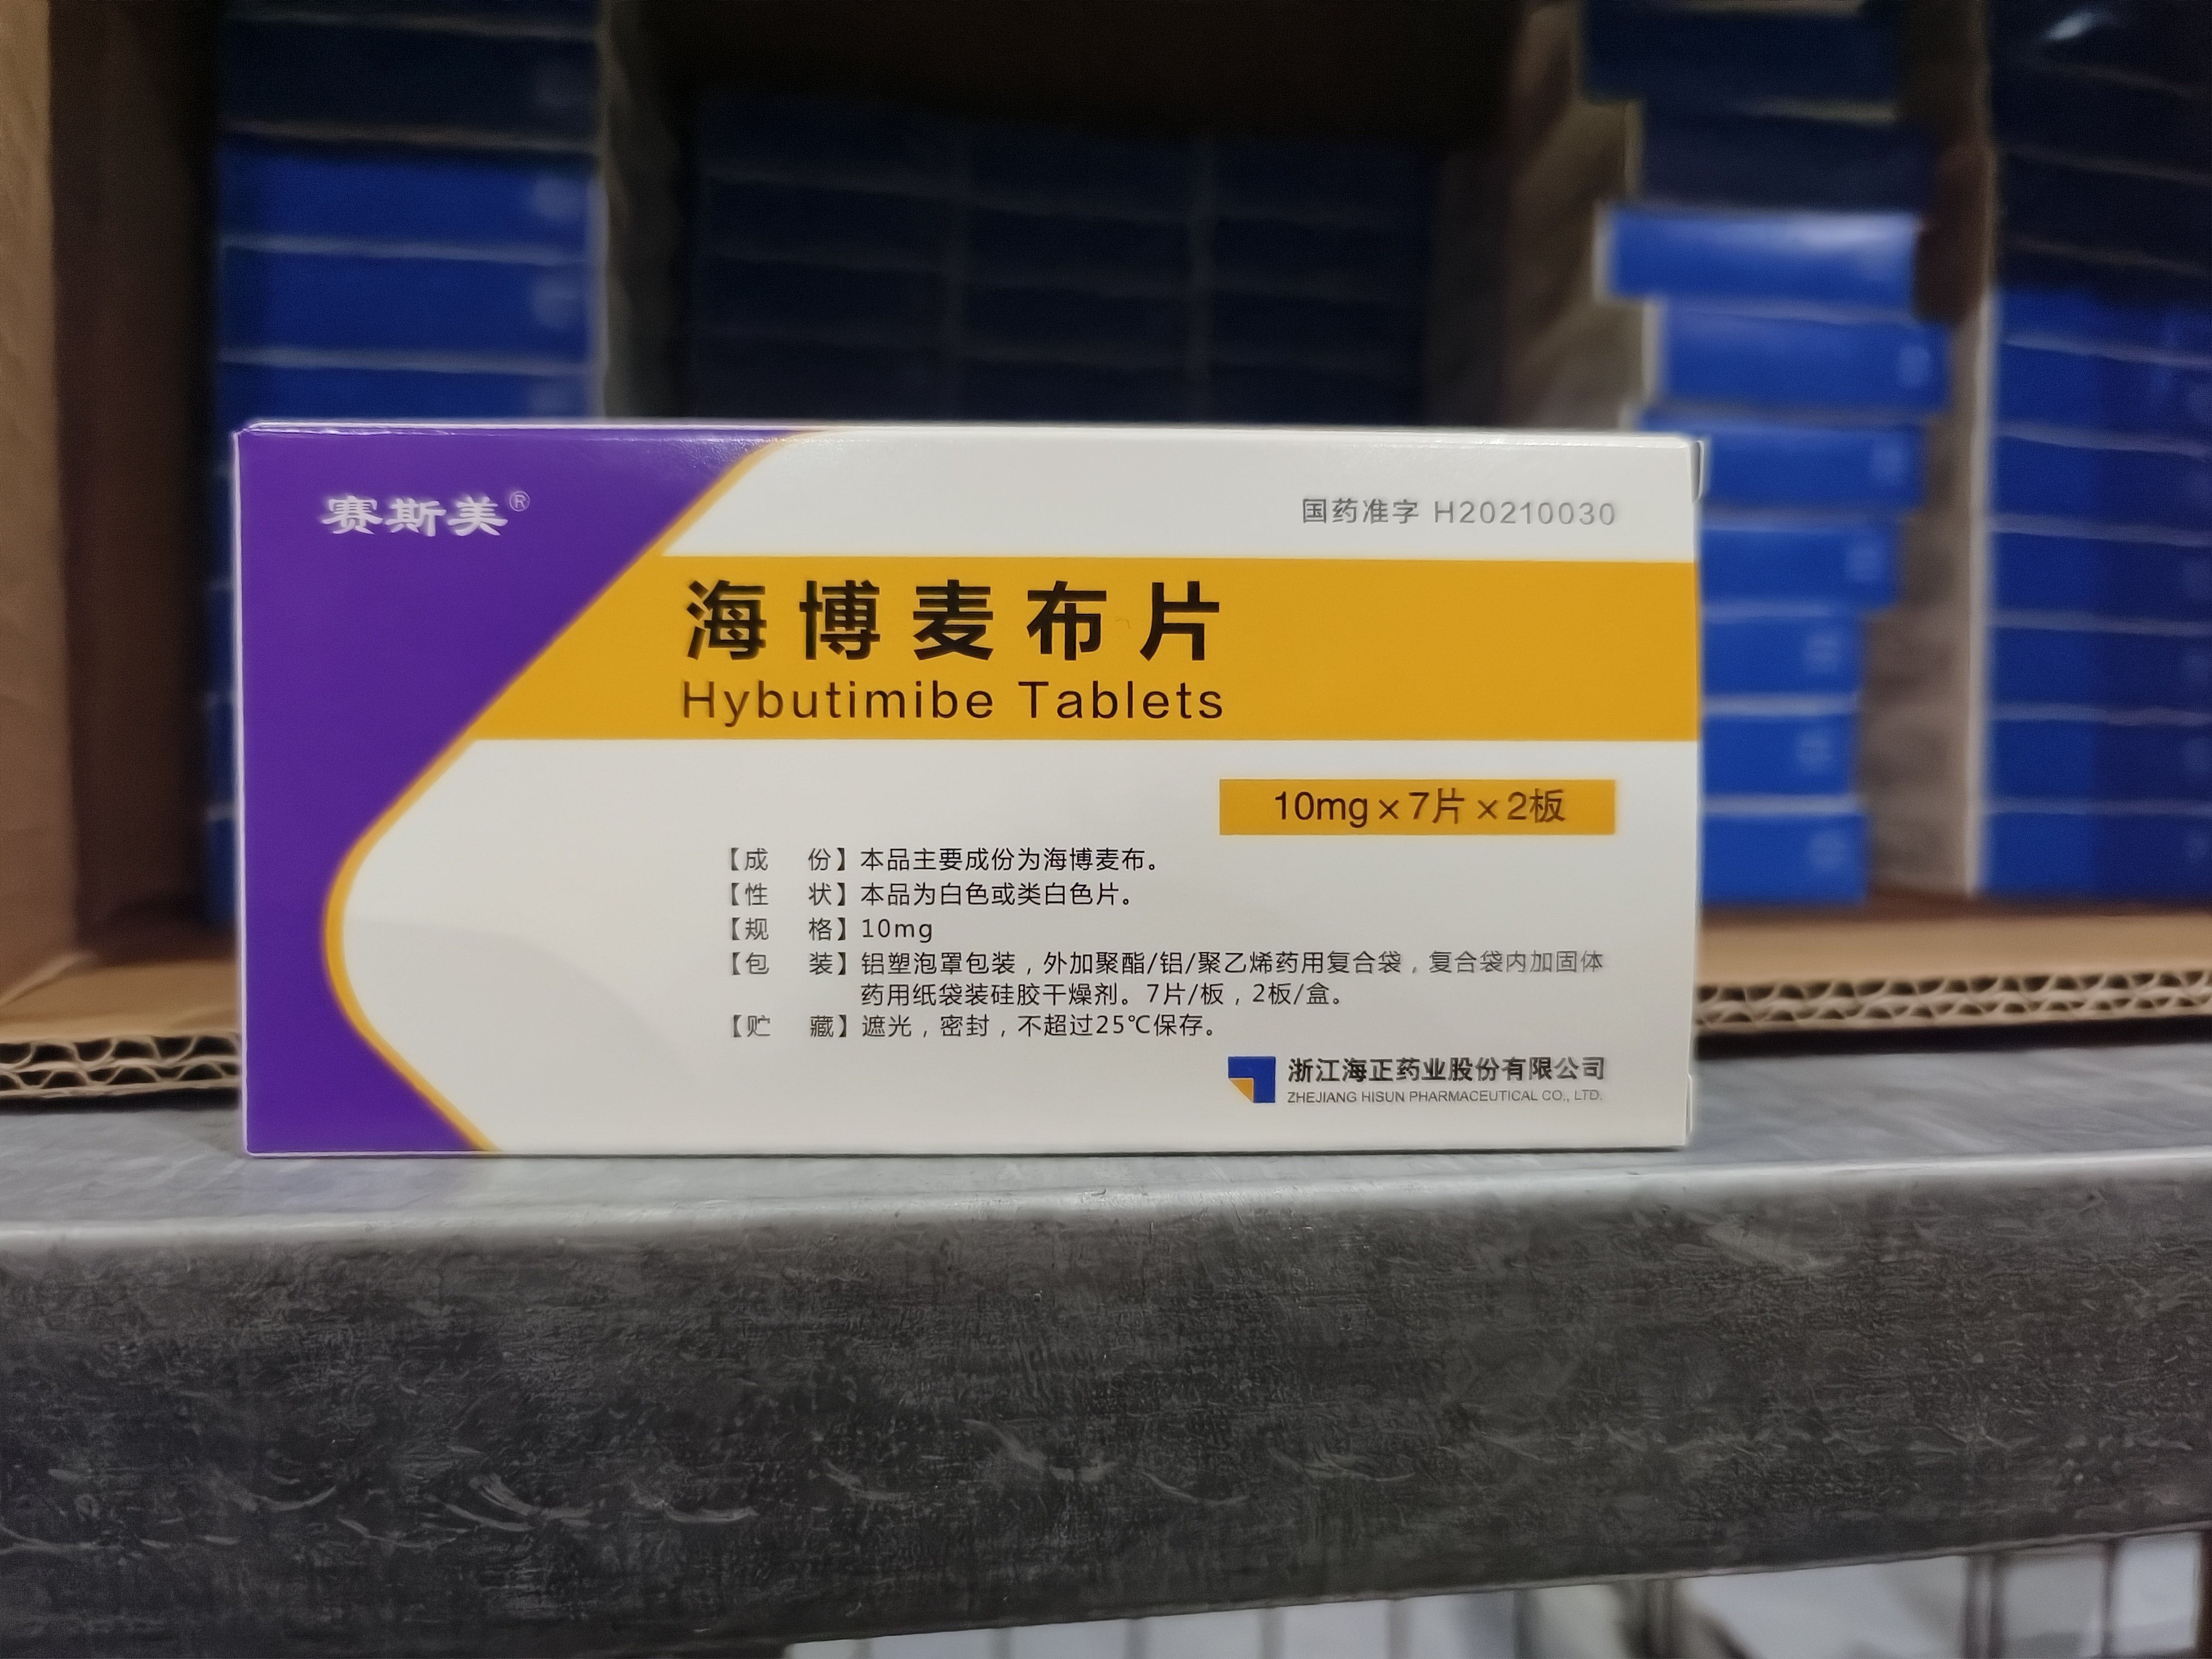 赛斯美®
国药准字 H20210030
海博麦布片
Hybutimibe Tablets
10mg×7片×2板
【成 份】本品主要成份为海博麦布。
【性 状】本品为白色或类白色片。
【规 格】10mg
【包 装】铝塑泡罩包装，外加聚酯/铝/聚乙烯药用复合袋，复合袋内加固体
药用纸袋装硅胶干燥剂。7片/板，2板/盒。
【贮 藏】遮光，密封，不超过25℃保存。
浙江海正药业股份有限公司
ZHEJIANG HISUN PHARMACEUTICAL CO., LTD.